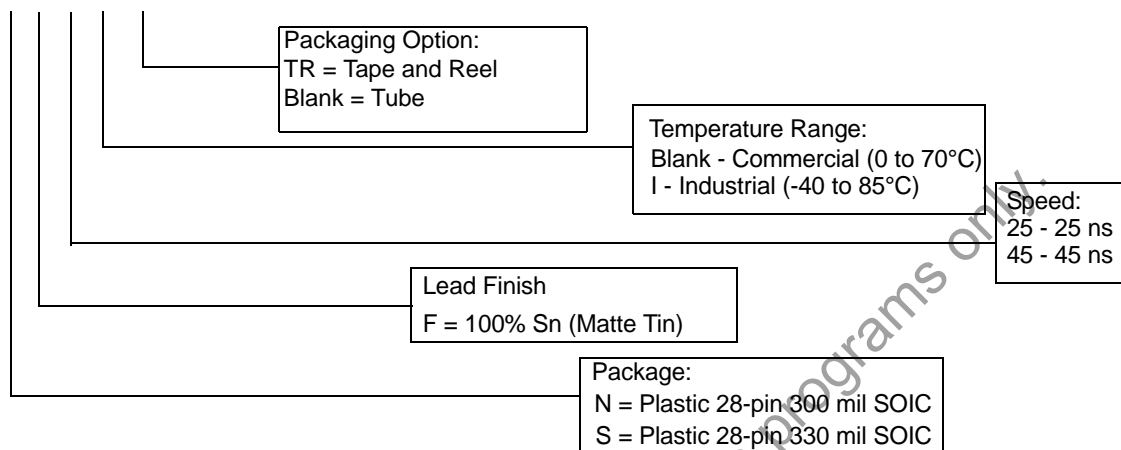 Packaging Option:
TR = Tape and Reel
Blank = Tube
Temperature Range:
Blank - Commercial (0 to 70°C)
I - Industrial (-40 to 85°C)
Speed:
25 - 25 ns
45 - 45 ns
Lead Finish
F = 100% Sn (Matte Tin)
Package:
N = Plastic 28-pin 300 mil SOIC
S = Plastic 28-pin 330 mil SOIC
programs only.